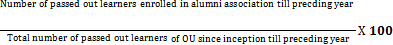 Number of passed out learners enrolled in alumni association till precding year
X 100
Total number of passed out learners of OU since inception till preceding year